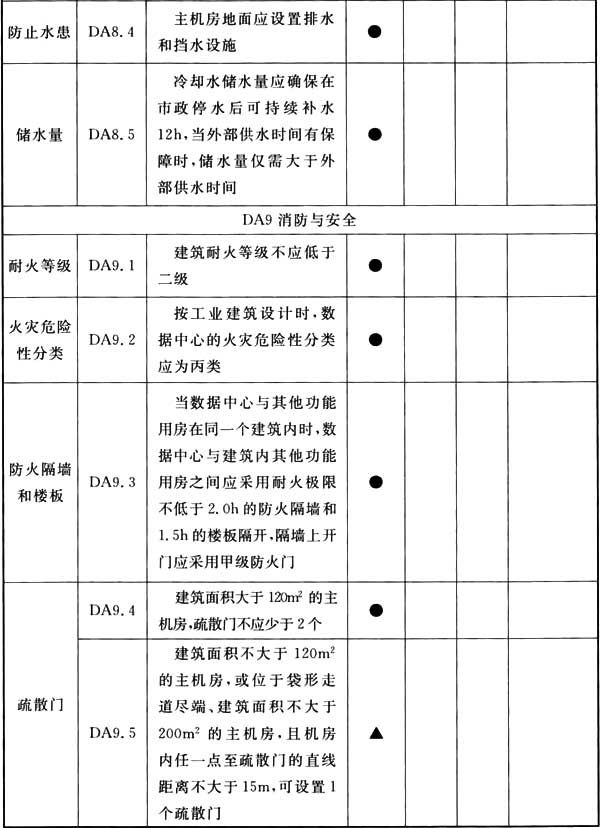 防止水患 DA8.4 主机房地面应设置排水
和挡水设施 ●
储水量 DA8.5 冷却水储水量应确保在
市政停水后可持续补水
12h,当外部供水时间有保
障时,储水量仅需大于外
部供水时间 ●
DA9 消防与安全
耐火等级 DA9.1 建筑耐火等级不应低于
二级 ●
火灾危险
性分类 DA9.2 按工业建筑设计时,数
据中心的火灾危险性分类
应为丙类 ●
防火隔墙
和楼板 DA9.3 当数据中心与其他功能
用房在同一个建筑内时,数
据中心与建筑内其他功能
用房之间应采用耐火极限
不低于2.0h的防火隔墙和
1.5h的楼板隔开,隔墙上开
门应采用甲级防火门 ●
疏散门 DA9.4 建筑面积大于120m²的主
机房,疏散门不应少于2个 ●
DA9.5 建筑面积不大于120m²
的主机房,或位于袋形走
道尽端、建筑面积不大于
200m²的主机房,且机房
内任一点至疏散门的直线
距离不大于15m,可设置1
个疏散门 ▲